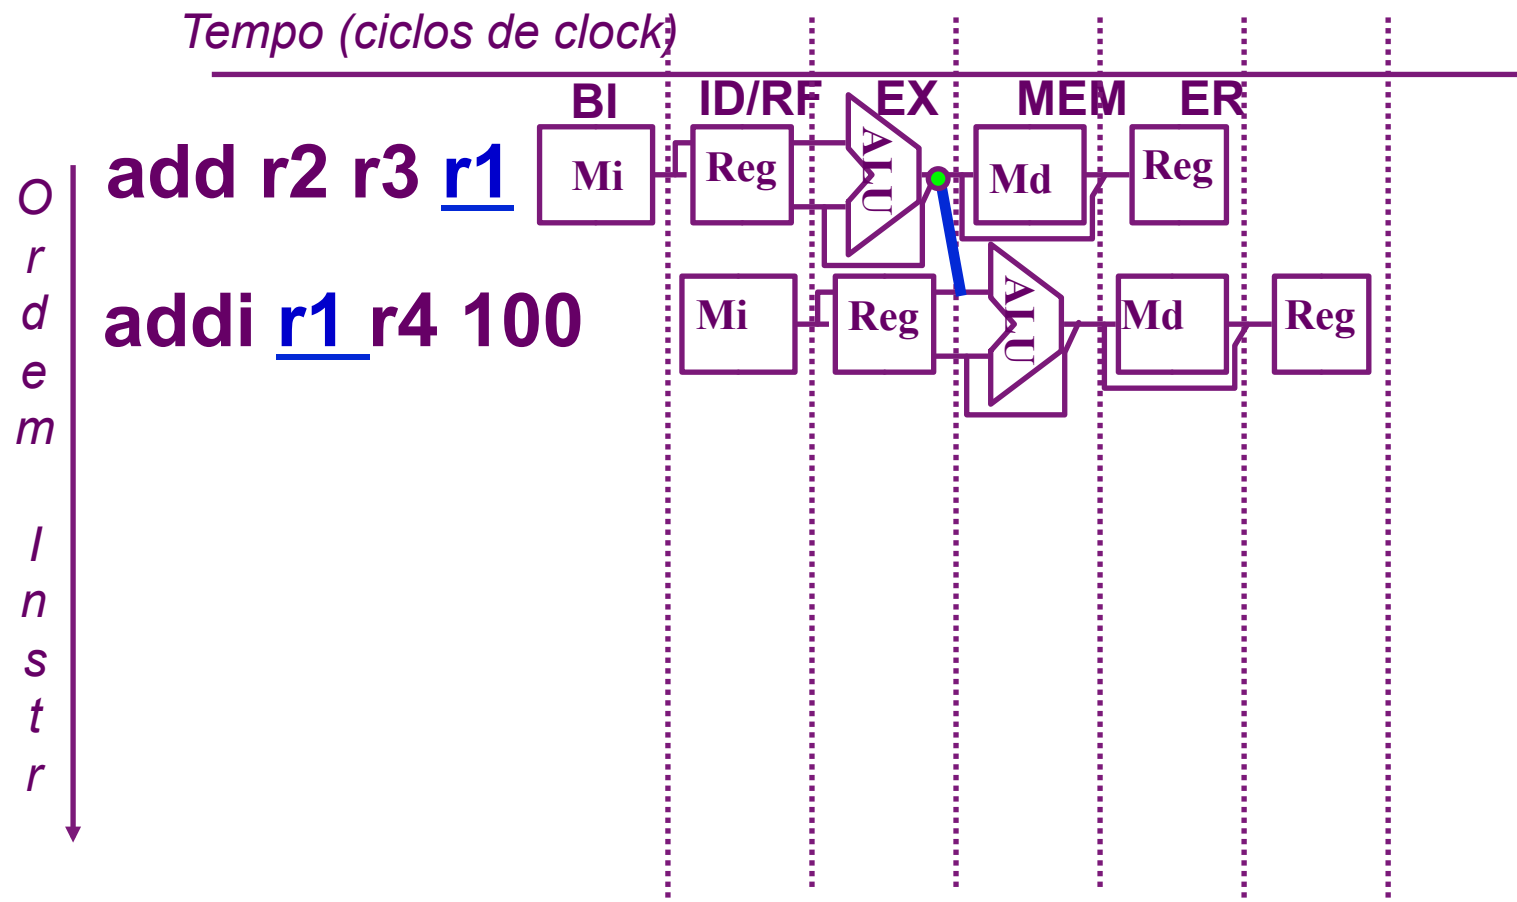 Tempo (ciclos de clock)
BI ID/RF EX MEM ER
add r2 r3 r1 Mi Reg ALU Md Reg
addi r1 r4 100 Mi Reg ALU Md Reg
O
r
d
e
m
I
n
s
t
r